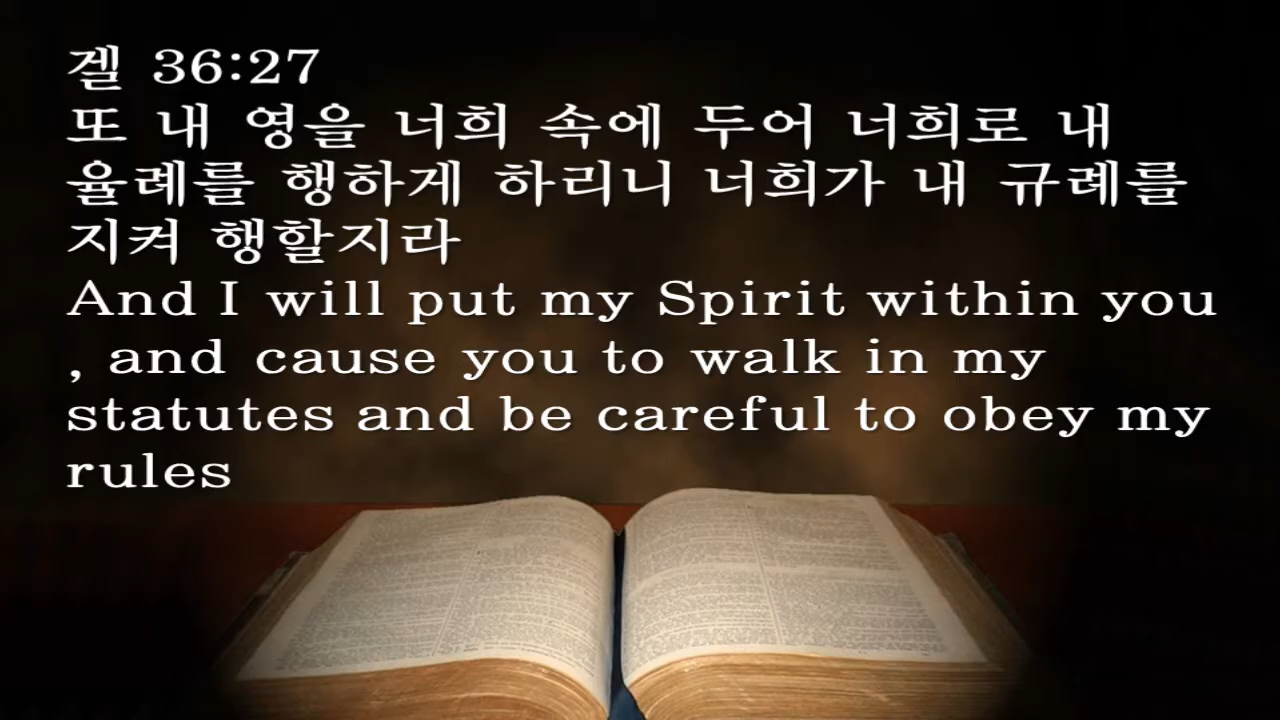 겔 36:27
또 내 영을 너희 속에 두어 너희로 내
율례를 행하게 하리니 너희가 내 규례를
지켜 행할지라
And I will put my Spirit within you
, and cause you to walk in my
statutes and be careful to obey my
rules